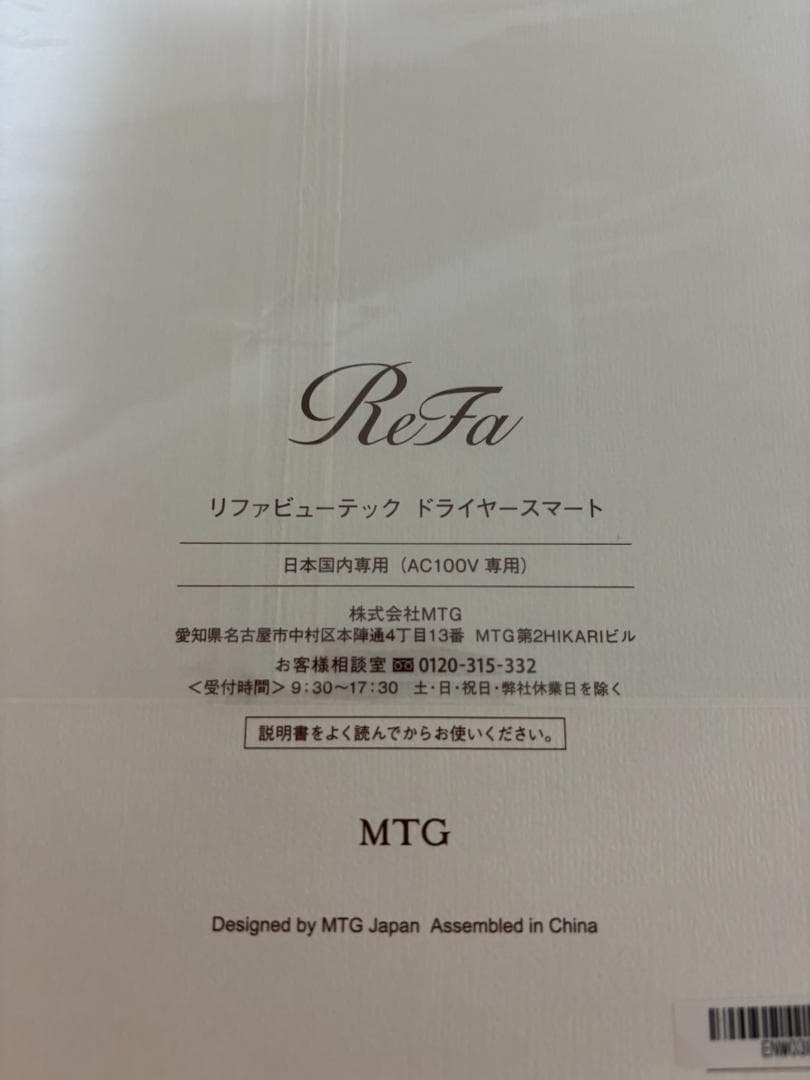 ReFa
リファビューテック ドライヤースマート
日本国内専用（AC100V 専用）
株式会社MTG
愛知県名古屋市中村区本陣通4丁目13番 MTG第2HIKARIビル
お客様相談室 0120-315-332
＜受付時間＞9:30〜17:30 土・日・祝日・弊社休業日を除く
説明書をよく読んでからお使いください。
MTG
Designed by MTG Japan Assembled in China